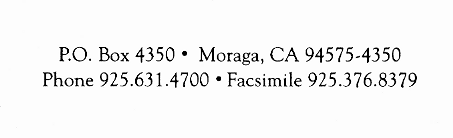 P.O. Box 4350 • Moraga, CA 94575-4350
Phone 925.631.4700 • Facsimile 925.376.8379